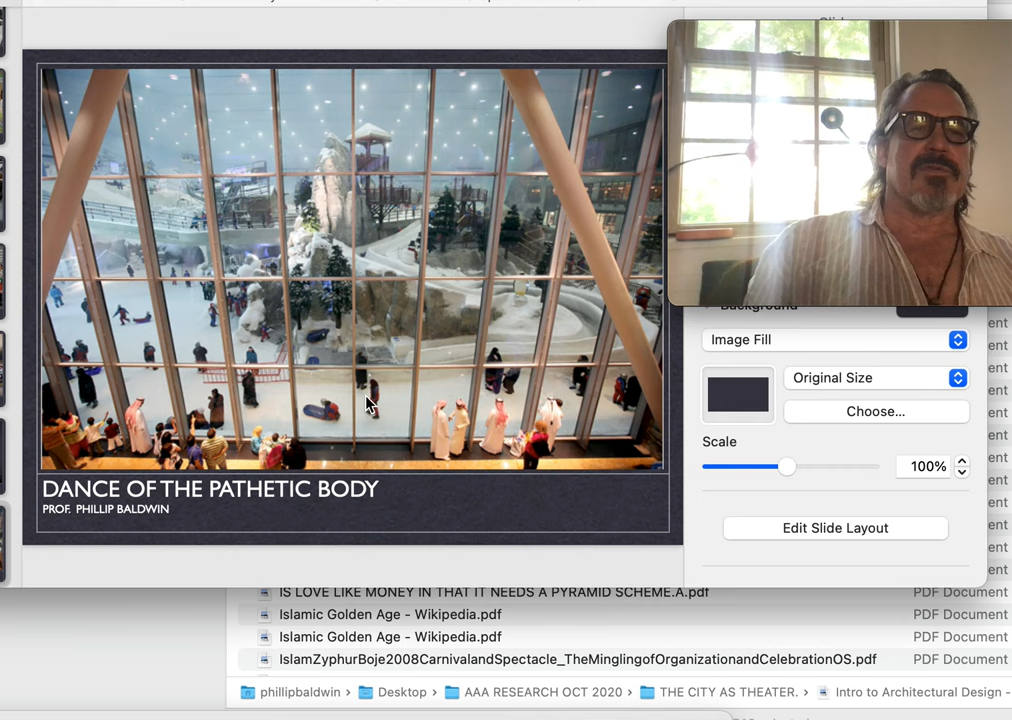 DANCE OF THE PATHETIC BODY
PROF. PHILLIP BALDWIN
Background
Image Fill
Original Size
Choose...
Scale
100%
Edit Slide Layout
IS LOVE LIKE MONEY IN THAT IT NEEDS A PYRAMID SCHEME.A.pdf PDF Document
Islamic Golden Age - Wikipedia.pdf PDF Document
Islamic Golden Age - Wikipedia.pdf PDF Document
IslamZyphurBoje2008CarnivalandSpectacle_TheMinglingofOrganizationandCelebrationOS.pdf PDF Document
phillipbaldwin › Desktop › AAA RESEARCH OCT 2020 › THE CITY AS THEATER. › Intro to Architectural Design -